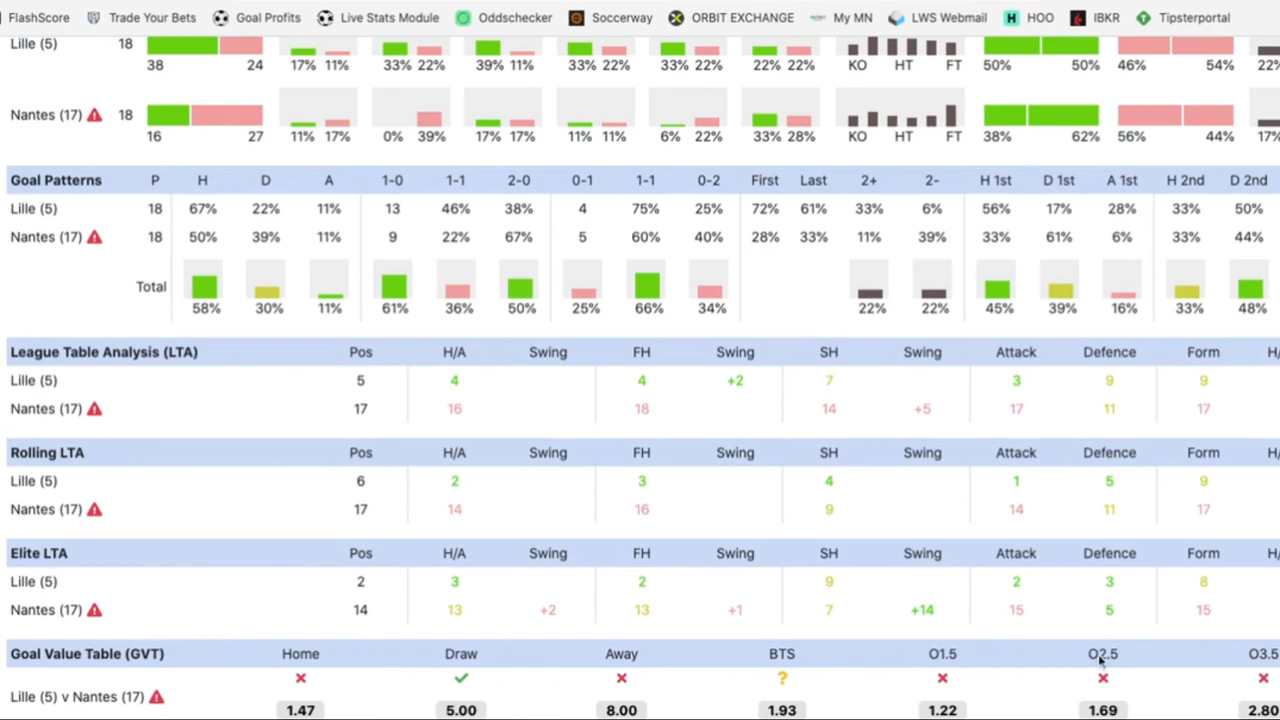 FlashScore Trade Your Bets Goal Profits Live Stats Module Oddschecker Soccerway ORBIT EXCHANGE My MN LWS Webmail HOO IBKR Tipsterportal
Lille (5) 18
38 24 17% 11% 33% 22% 39% 11% 33% 22% 33% 22% 22% 22% KO HT FT 50% 50% 46% 54% 22%
Nantes (17) 18
16 27 11% 17% 0% 39% 17% 17% 11% 11% 6% 22% 33% 28% KO HT FT 38% 62% 56% 44% 17%
Goal Patterns P H D A 1-0 1-1 2-0 0-1 1-1 0-2 First Last 2+ 2- H 1st D 1st A 1st H 2nd D 2nd
Lille (5) 18 67% 22% 11% 13 46% 38% 4 75% 25% 72% 61% 33% 6% 56% 17% 28% 33% 50%
Nantes (17) 18 50% 39% 11% 9 22% 67% 5 60% 40% 28% 33% 11% 39% 33% 61% 6% 33% 44%
Total
58% 30% 11% 61% 36% 50% 25% 66% 34% 22% 22% 45% 39% 16% 33% 48%
League Table Analysis (LTA) Pos H/A Swing FH Swing SH Swing Attack Defence Form H/
Lille (5) 5 4 4 +2 7 3 9 9
Nantes (17) 17 16 18 14 +5 17 11 17
Rolling LTA Pos H/A Swing FH Swing SH Swing Attack Defence Form H/
Lille (5) 6 2 3 4 1 5 9
Nantes (17) 17 14 16 9 14 11 17
Elite LTA Pos H/A Swing FH Swing SH Swing Attack Defence Form H/
Lille (5) 2 3 2 9 2 3 8
Nantes (17) 14 13 +2 13 +1 7 +14 15 5 15
Goal Value Table (GVT) Home Draw Away BTS O1.5 O2.5 O3.5
?
Lille (5) v Nantes (17)
1.47 5.00 8.00 1.93 1.22 1.69 2.80